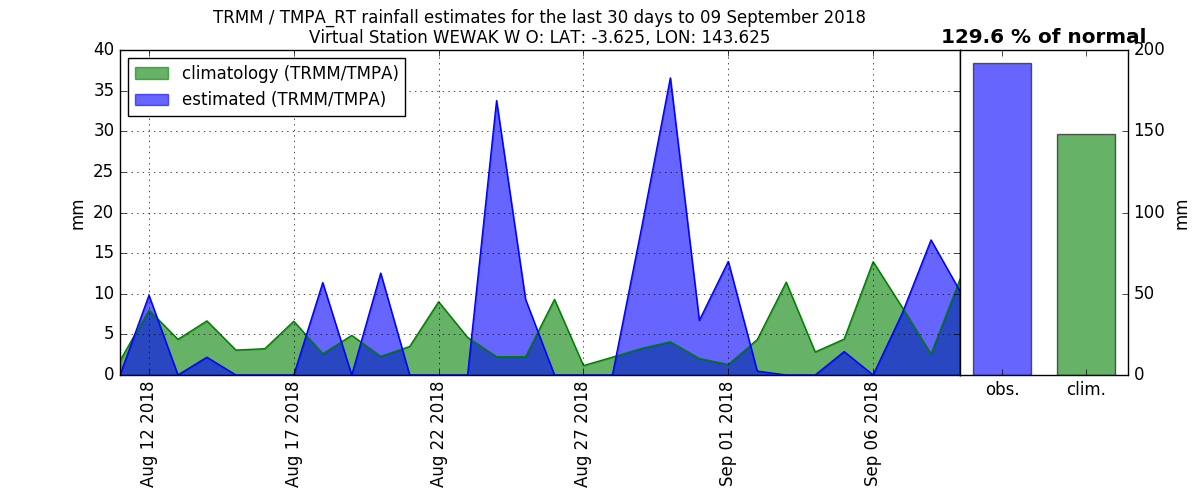 TRMM / TMPA_RT rainfall estimates for the last 30 days to 09 September 2018
Virtual Station WEWAK W O: LAT: -3.625, LON: 143.625
129.6 % of normal
climatology (TRMM/TMPA)
estimated (TRMM/TMPA)
40
35
30
25
20
15
10
5
0
mm
200
150
100
50
0
mm
Aug 12 2018
Aug 17 2018
Aug 22 2018
Aug 27 2018
Sep 01 2018
Sep 06 2018
obs.
clim.